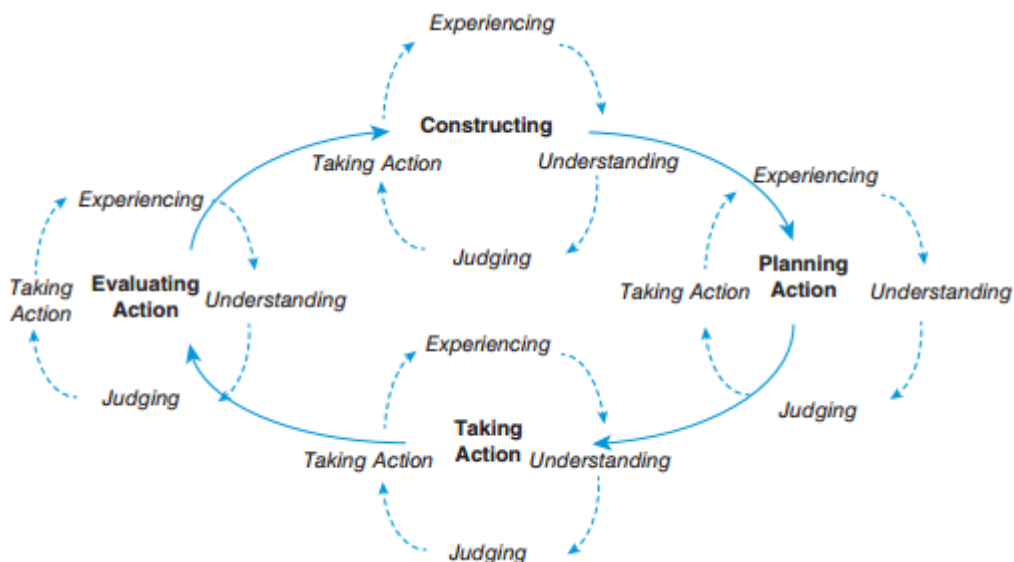 Experiencing
Constructing
Taking Action
Understanding
Judging
Experiencing
Planning
Action
Taking Action
Understanding
Judging
Experiencing
Taking
Action
Taking Action
Understanding
Judging
Experiencing
Evaluating
Action
Taking
Action
Understanding
Judging